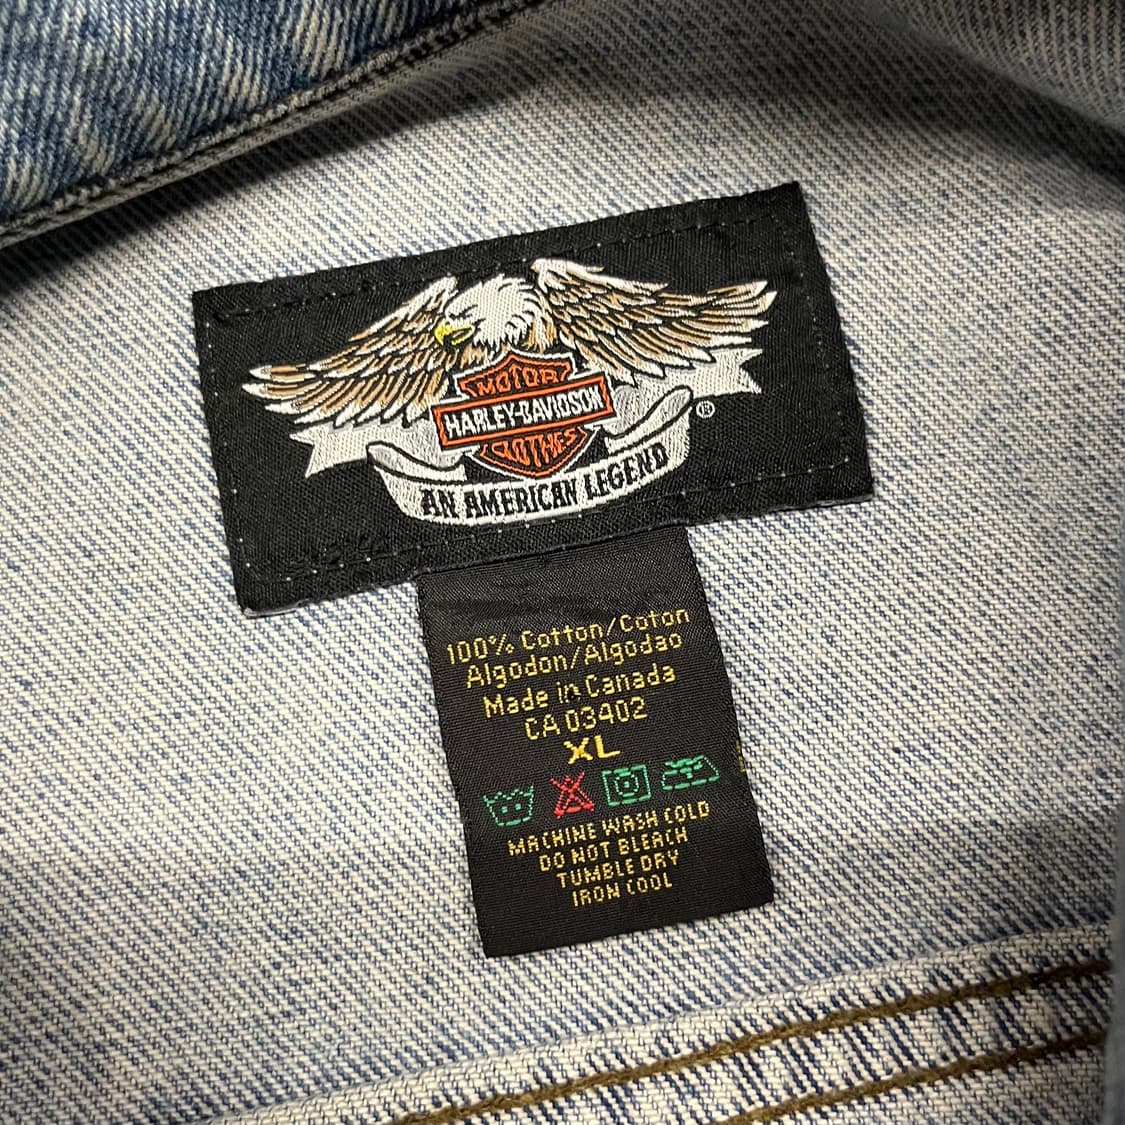 MOTOR
HARLEY-DAVIDSON
CLOTHES
®
AN AMERICAN LEGEND
100% Cotton/Coton
Algodon/Algodao
Made in Canada
CA 03402
XL
MACHINE WASH COLD
DO NOT BLEACH
TUMBLE DRY
IRON COOL